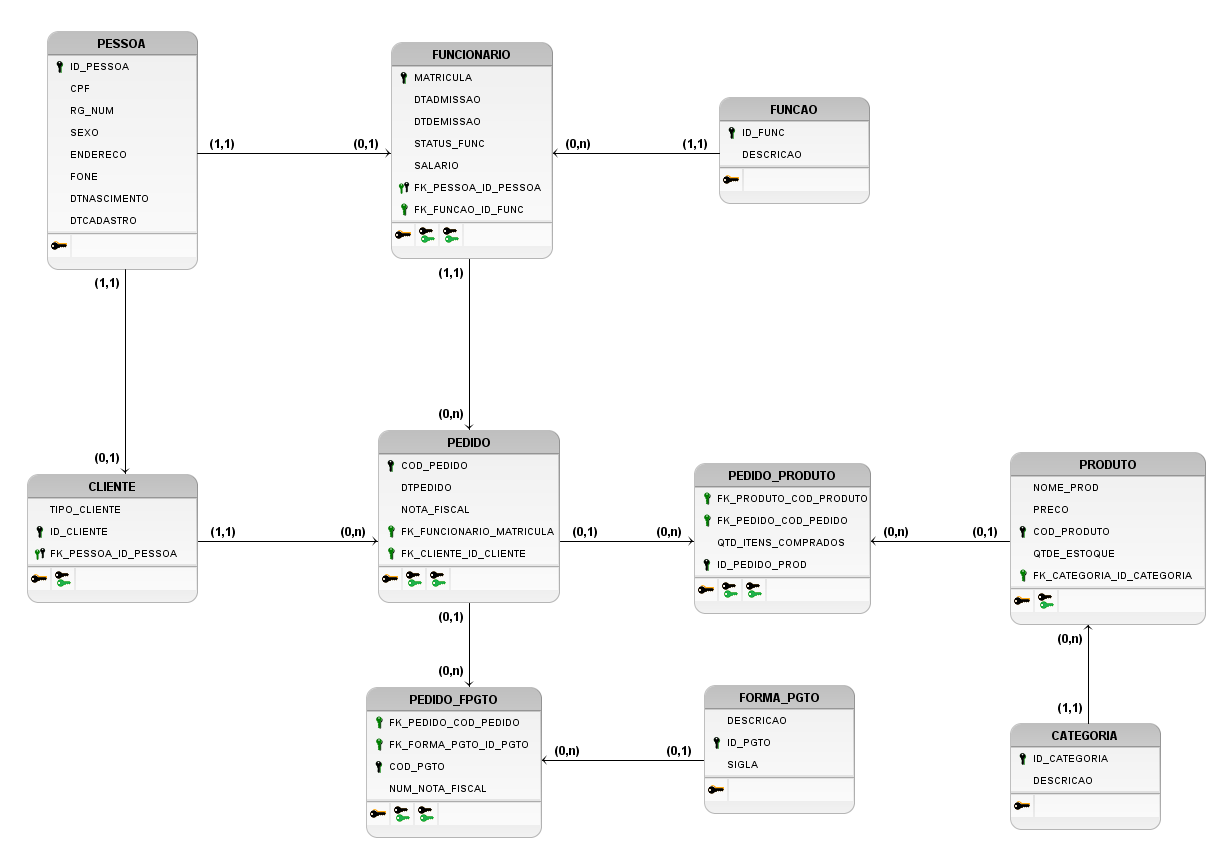 PESSOA
ID_PESSOA
CPF
RG_NUM
SEXO
ENDERECO
FONE
DTNASCIMENTO
DTCADASTRO
(1,1)
(0,1)
FUNCIONARIO
MATRICULA
DTADMISSAO
DTDEMISSAO
STATUS_FUNC
SALARIO
FK_PESSOA_ID_PESSOA
FK_FUNCAO_ID_FUNC
(0,n)
(1,1)
FUNCAO
ID_FUNC
DESCRICAO
(1,1)
(0,1)
(1,1)
(0,n)
CLIENTE
TIPO_CLIENTE
ID_CLIENTE
FK_PESSOA_ID_PESSOA
(1,1)
(0,n)
PEDIDO
COD_PEDIDO
DTPEDIDO
NOTA_FISCAL
FK_FUNCIONARIO_MATRICULA
FK_CLIENTE_ID_CLIENTE
(0,1)
(0,n)
PEDIDO_PRODUTO
FK_PRODUTO_COD_PRODUTO
FK_PEDIDO_COD_PEDIDO
QTD_ITENS_COMPRADOS
ID_PEDIDO_PROD
(0,n)
(0,1)
PRODUTO
NOME_PROD
PRECO
COD_PRODUTO
QTDE_ESTOQUE
FK_CATEGORIA_ID_CATEGORIA
(0,1)
(0,n)
(0,n)
(1,1)
PEDIDO_FPGTO
FK_PEDIDO_COD_PEDIDO
FK_FORMA_PGTO_ID_PGTO
COD_PGTO
NUM_NOTA_FISCAL
(0,n)
(0,1)
FORMA_PGTO
DESCRICAO
ID_PGTO
SIGLA
CATEGORIA
ID_CATEGORIA
DESCRICAO